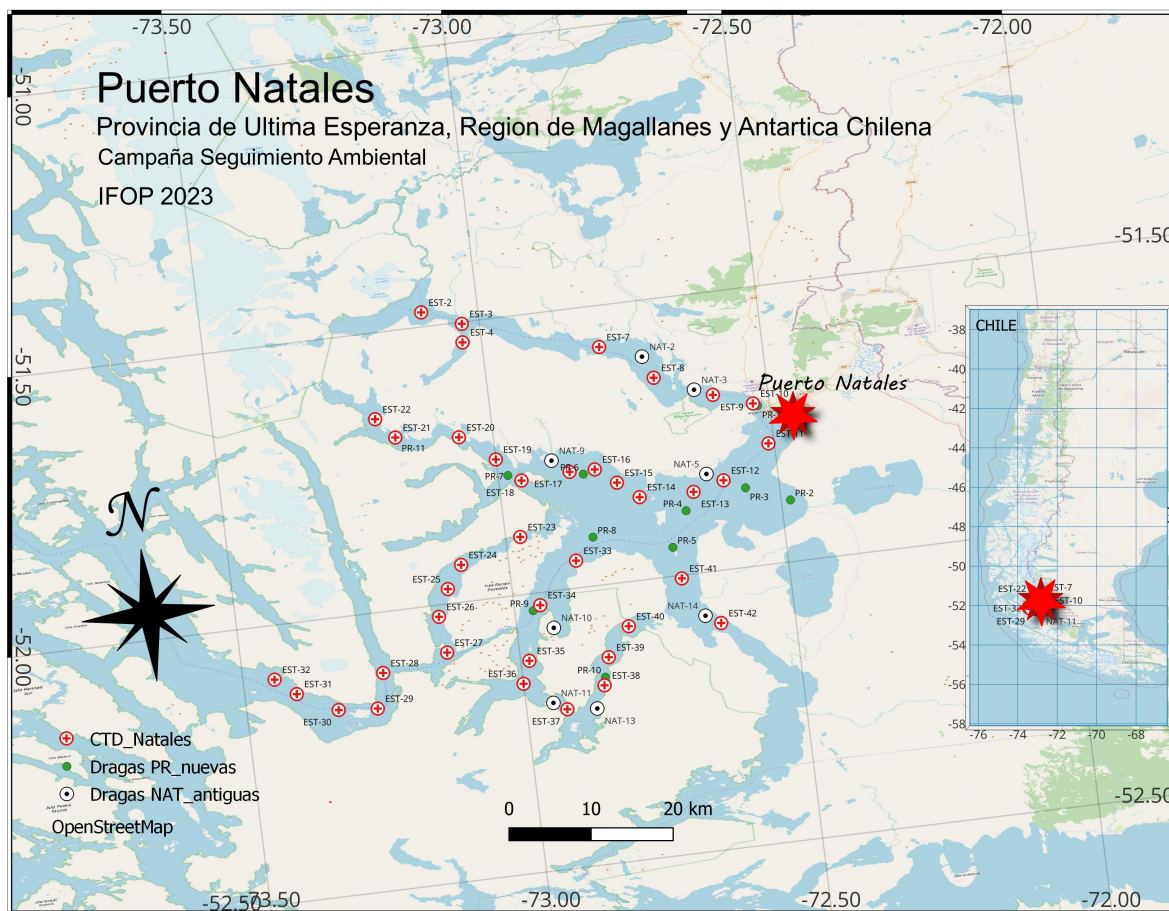 -73.50
-73.00
-72.50
-72.00
-51.00
Puerto Natales
Provincia de Ultima Esperanza, Region de Magallanes y Antartica Chilena
Campaña Seguimiento Ambiental
IFOP 2023
-51.50
EST-2
EST-3
EST-4
EST-7
NAT-2
EST-8
NAT-3
Puerto Natales
EST-10
EST-9
EST-11
-51.50
EST-22
EST-21
PR-11
EST-20
EST-19
PR-7
EST-18
NAT-9
EST-17
PR-6
EST-16
EST-15
EST-14
NAT-5
EST-12
PR-4
EST-13
PR-3
PR-2
N
EST-23
PR-8
PR-5
EST-24
EST-33
EST-25
EST-41
EST-26
PR-9
EST-34
NAT-10
EST-40
NAT-14
EST-42
EST-27
EST-35
EST-39
EST-28
EST-36
PR-10
EST-38
EST-32
EST-31
EST-29
EST-30
NAT-11
EST-37
NAT-13
-52.00
CTD_Natales
Dragas PR_nuevas
Dragas NAT_antiguas
OpenStreetMap
0 10 20 km
-52.50
-52.50
-73.50
-73.00
-72.50
-72.00
CHILE
-38
-40
-42
-44
-46
-48
-50
-52
-54
-56
-58
EST-22
EST-7
EST-10
EST-29
NAT-11
-76 -74 -72 -70 -68 -66